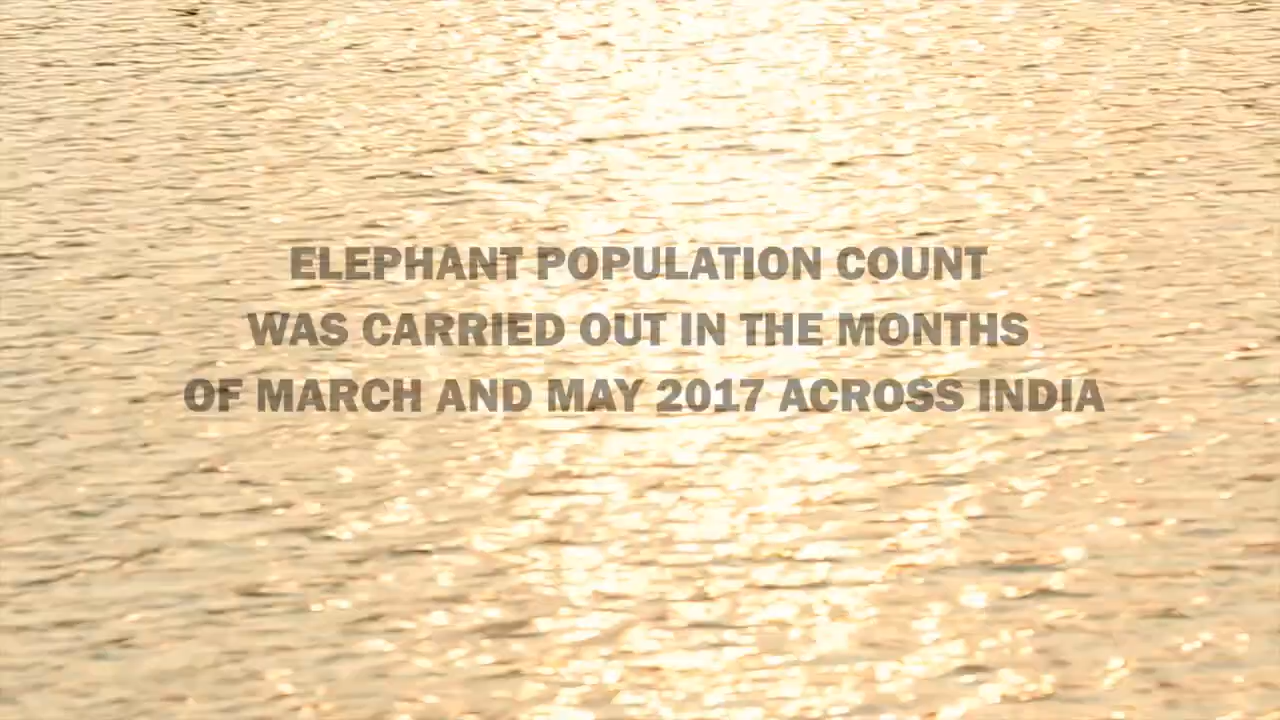 ELEPHANT POPULATION COUNT
WAS CARRIED OUT IN THE MONTHS
OF MARCH AND MAY 2017 ACROSS INDIA